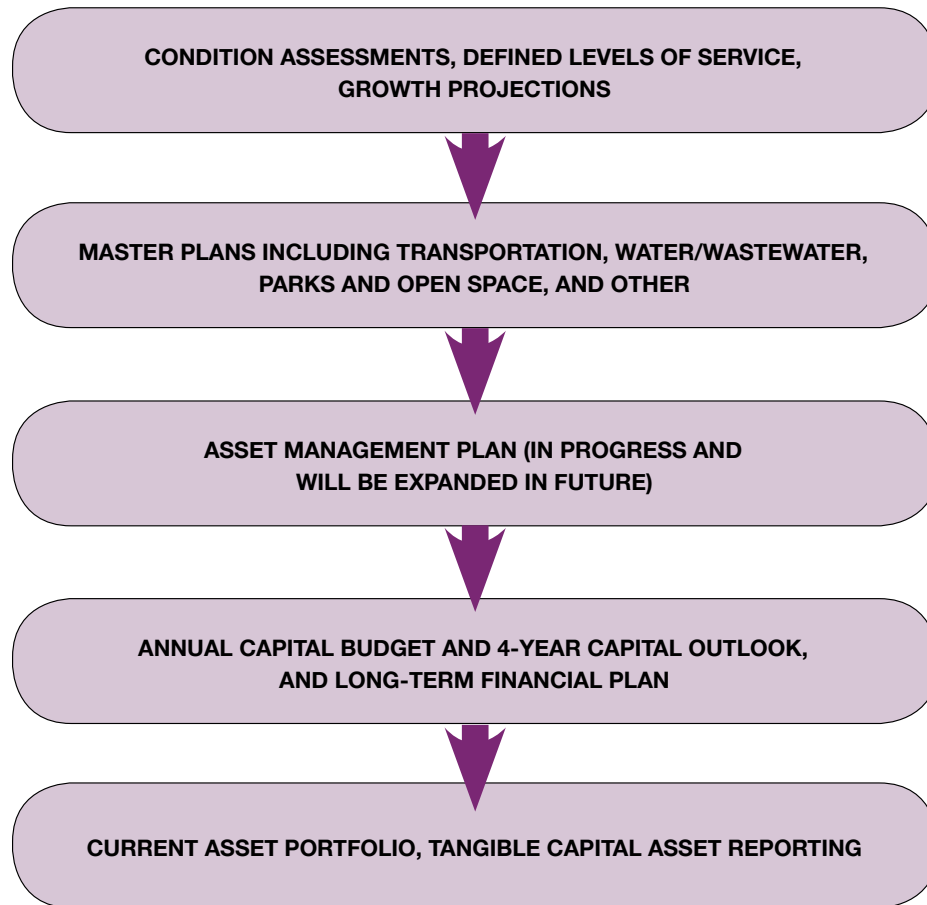 CONDITION ASSESSMENTS, DEFINED LEVELS OF SERVICE,
GROWTH PROJECTIONS
MASTER PLANS INCLUDING TRANSPORTATION, WATER/WASTEWATER,
PARKS AND OPEN SPACE, AND OTHER
ASSET MANAGEMENT PLAN (IN PROGRESS AND
WILL BE EXPANDED IN FUTURE)
ANNUAL CAPITAL BUDGET AND 4-YEAR CAPITAL OUTLOOK,
AND LONG-TERM FINANCIAL PLAN
CURRENT ASSET PORTFOLIO, TANGIBLE CAPITAL ASSET REPORTING